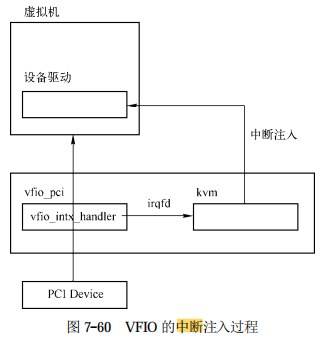 虚拟机
设备驱动
中断注入
vfio_pci
kvm
irqfd
vfio_intx_handler
PCI Device
图 7-60 VFIO 的中断注入过程